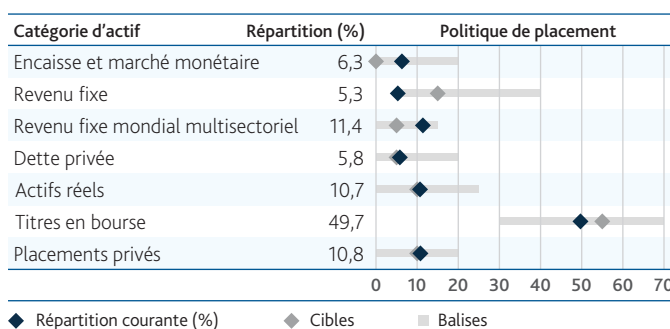 Catégorie d'actif Répartition (%) Politique de placement
Encaisse et marché monétaire 6,3
Revenu fixe 5,3
Revenu fixe mondial multisectoriel 11,4
Dette privée 5,8
Actifs réels 10,7
Titres en bourse 49,7
Placements privés 10,8
0 10 20 30 40 50 60 70
Répartition courante (%) Cibles Balises